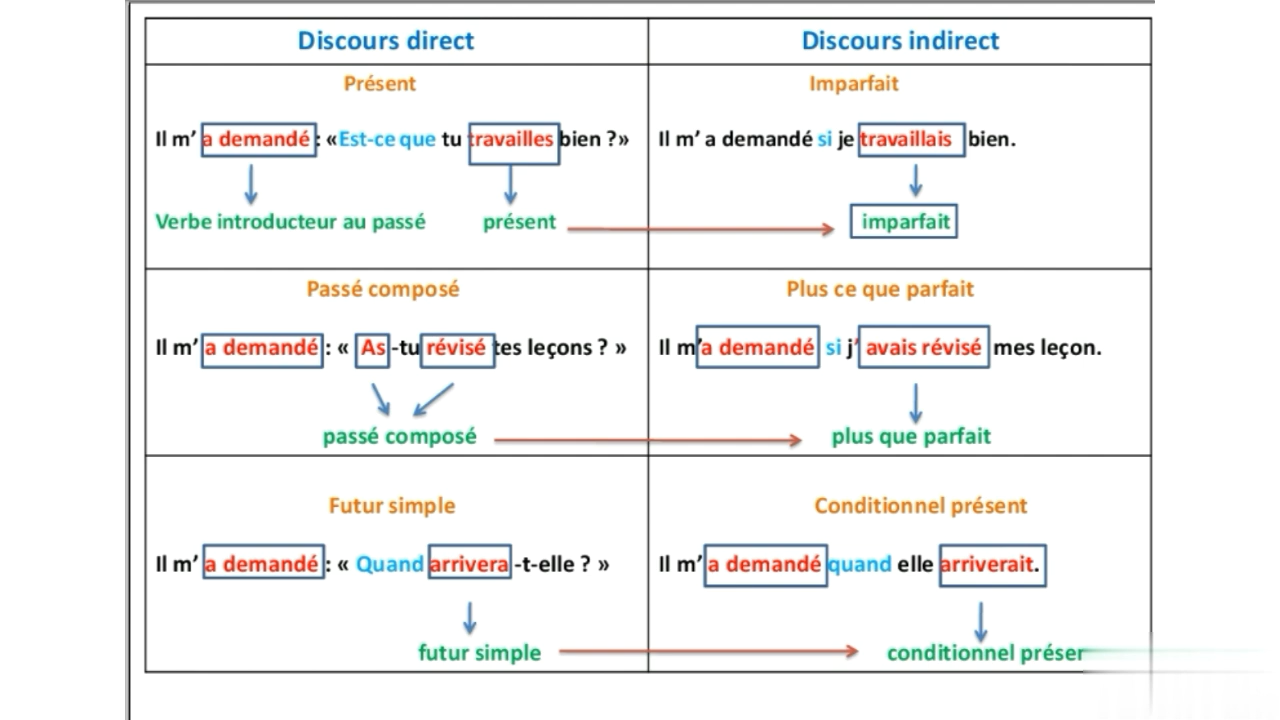 Discours direct
Discours indirect
Présent
Imparfait
Il m’ a demandé : «Est-ce que tu travailles bien ?»
Il m’ a demandé si je travaillais bien.
Verbe introducteur au passé
présent
imparfait
Passé composé
Plus ce que parfait
Il m’ a demandé : « As -tu révisé tes leçons ? »
Il m’a demandé si j’ avais révisé mes leçon.
passé composé
plus que parfait
Futur simple
Conditionnel présent
Il m’ a demandé : « Quand arrivera -t-elle ? »
Il m’ a demandé quand elle arriverait.
futur simple
conditionnel présen